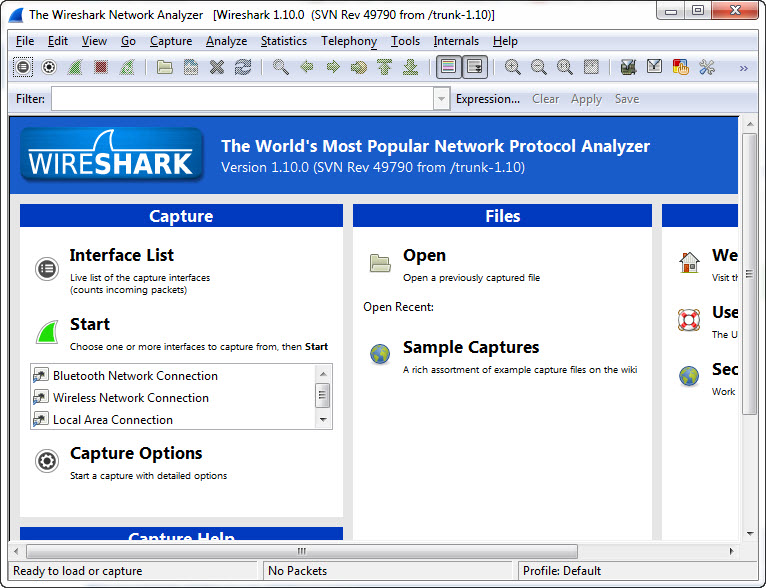 The Wireshark Network Analyzer [Wireshark 1.10.0 (SVN Rev 49790 from /trunk-1.10)]
File Edit View Go Capture Analyze Statistics Telephony Tools Internals Help
Filter: Expression... Clear Apply Save
WIRESHARK
The World's Most Popular Network Protocol Analyzer
Version 1.10.0 (SVN Rev 49790 from /trunk-1.10)
Capture
Interface List
Live list of the capture interfaces
(counts incoming packets)
Start
Choose one or more interfaces to capture from, then Start
Bluetooth Network Connection
Wireless Network Connection
Local Area Connection
Capture Options
Start a capture with detailed options
Capture Help
Files
Open
Open a previously captured file
Open Recent:
Sample Captures
A rich assortment of example capture files on the wiki
We
Visit th
Use
The U
Sec
Work
Ready to load or capture
No Packets
Profile: Default